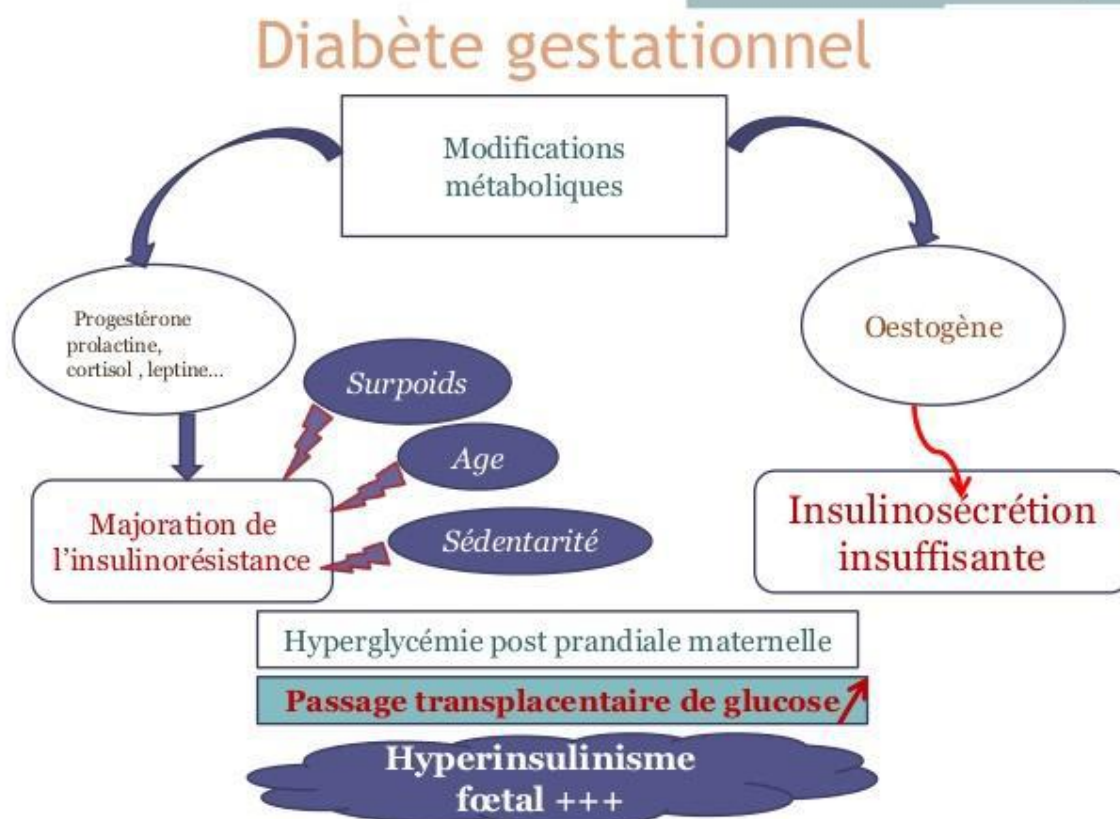 Diabète gestationnel
Modifications
métaboliques
Progestérone
prolactine,
cortisol , leptine...
Oestogène
Surpoids
Age
Sédentarité
Majoration de
l'insulinorésistance
Insulinosécrétion
insuffisante
Hyperglycémie post prandiale maternelle
Passage transplacentaire de glucose
Hyperinsulinisme
fœtal +++